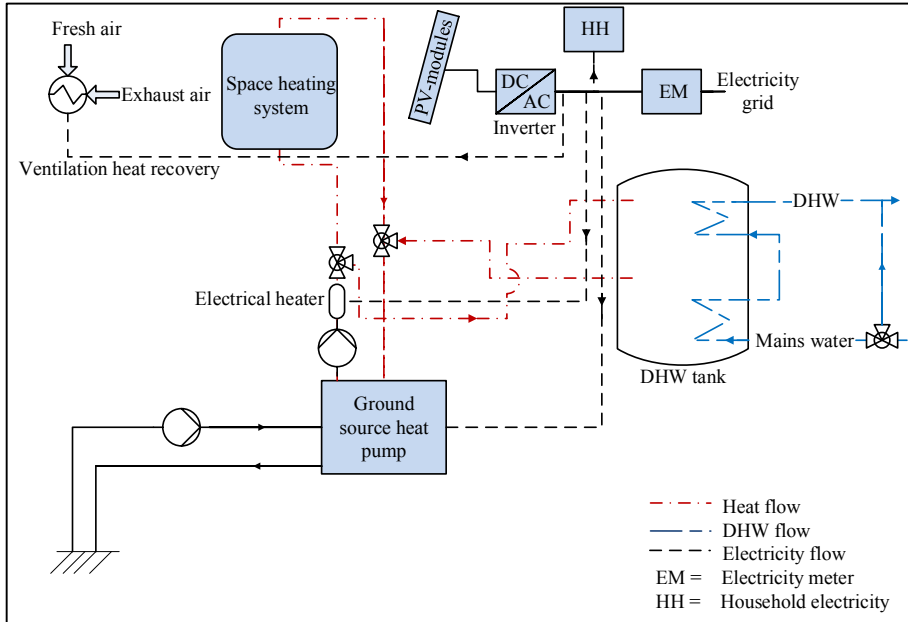 Fresh air
Exhaust air
Space heating
system
PV-modules
DC
AC
Inverter
HH
EM
Electricity
grid
Ventilation heat recovery
DHW
Electrical heater
Mains water
DHW tank
Ground
source heat
pump
Heat flow
DHW flow
Electricity flow
EM = Electricity meter
HH = Household electricity